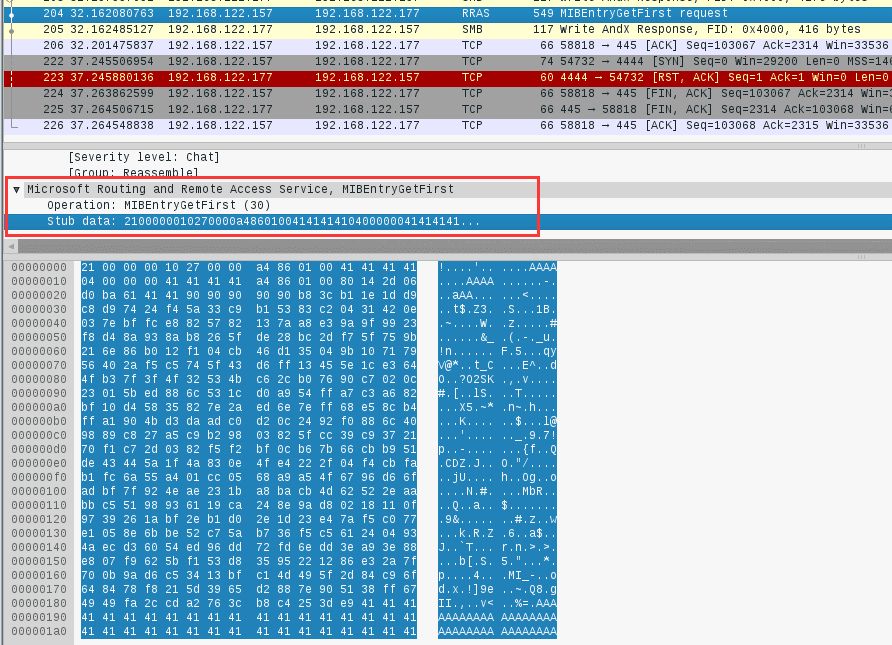 204 32.162080763 192.168.122.157 192.168.122.177 RRAS 549 MIBEntryGetFirst request
205 32.162485127 192.168.122.177 192.168.122.157 SMB 117 Write AndX Response, FID: 0x4000, 416 bytes
206 32.201475837 192.168.122.157 192.168.122.177 TCP 66 58818 → 445 [ACK] Seq=103067 Ack=2314 Win=33536
222 37.245506954 192.168.122.177 192.168.122.157 TCP 74 54732 → 4444 [SYN] Seq=0 Win=29200 Len=0 MSS=146
223 37.245880136 192.168.122.157 192.168.122.177 TCP 60 4444 → 54732 [RST, ACK] Seq=1 Ack=1 Win=0 Len=0
224 37.263862599 192.168.122.157 192.168.122.177 TCP 66 58818 → 445 [FIN, ACK] Seq=103067 Ack=2314 Win=
225 37.264506715 192.168.122.177 192.168.122.157 TCP 66 445 → 58818 [FIN, ACK] Seq=2314 Ack=103068 Win=
226 37.264548838 192.168.122.157 192.168.122.177 TCP 66 58818 → 445 [ACK] Seq=103068 Ack=2315 Win=33536
[Severity level: Chat]
[Group: Reassemble]
▼ Microsoft Routing and Remote Access Service, MIBEntryGetFirst
Operation: MIBEntryGetFirst (30)
Stub data: 2100000010270000a4860100414141410400000041414141...
00000000 21 00 00 00 10 27 00 00 a4 86 01 00 41 41 41 41 !....'.. ....AAAA
00000010 04 00 00 00 41 41 41 41 a4 86 01 00 80 14 2d 06 ....AAAA ......-.
00000020 d0 ba 61 41 41 90 90 90 90 90 b8 3c b1 1e 1d d9 ..aAA... ...<....
00000030 c8 d9 74 24 f4 5a 33 c9 b1 53 83 c2 04 31 42 0e ..t$.Z3. .S...1B.
00000040 03 7e bf fc e8 82 57 82 13 7a a8 e3 9a 9f 99 23 .~....W. .z.....#
00000050 f8 d4 8a 93 8a b8 26 5f de 28 bc 2d f7 5f 75 9b ......&_ .(.-._u.
00000060 21 6e 86 b0 12 f1 04 cb 46 d1 35 04 9b 10 71 79 !n...... F.5...qy
00000070 56 40 2a f5 c5 74 5f 43 d6 ff 13 45 5e 1c e3 64 V@*..t_C ...E^..d
00000080 4f b3 7f 3f 4f 32 53 4b c6 2c b0 76 90 c7 02 0c O..?O2SK .,.v....
00000090 23 01 5b ed 88 6c 53 1c d0 a9 54 ff a7 c3 a6 82 #.[..lS. ..T.....
000000a0 bf 10 d4 58 35 82 7e 2a ed 6e 7e ff 68 e5 8c b4 ...X5.~* .n~.h...
000000b0 ff a1 90 4b d3 da ad c0 d2 0c 24 92 f0 88 6c 40 ...K.... ..$...l@
000000c0 98 89 c8 27 a5 c9 b2 98 03 82 5f cc 39 c9 37 21 ...'.... .._.9.7!
000000d0 70 f1 c7 2d 03 82 f5 f2 bf 0c b6 7b 66 cb b9 51 p..-.... ...{f..Q
000000e0 de 43 44 5a 1f 4a 83 0e 4f e4 22 2f 04 f4 cb fa .CDZ.J.. O."/....
000000f0 b1 fc 6a 55 a4 01 cc 05 68 a9 a5 4f 67 96 d6 6f ..jU.... h..Og..o
00000100 ad bf 7f 92 4e ae 23 1b a8 ba cb 4d 62 52 2e aa ....N.#. ...MbR..
00000110 bb c5 51 98 93 61 19 ca 24 8e 9a d8 02 18 11 0f ..Q..a.. $.......
00000120 97 39 26 1a bf 2e b1 d0 2e 1d 23 e4 7a f5 c0 77 .9&..... ..#.z..w
00000130 e1 05 8e 6b be 52 c7 5a b7 36 f5 c5 61 24 04 93 ...k.R.Z .6..a$..
00000140 4a ec d3 60 54 ed 96 dd 72 fd 6e dd 3e a9 3e 88 J..`T... r.n.>.>.
00000150 e8 07 f9 62 5b f1 53 d8 35 95 22 12 86 e3 2a 7f ...b[.S. 5."...*.
00000160 70 0b 9a d6 c5 34 13 bf c1 4d 49 5f 2d 84 c9 6f p....4.. .MI_-..o
00000170 64 84 78 f8 21 5d 39 65 d2 88 7e 90 51 38 ff 67 d.x.!]9e ..~.Q8.g
00000180 49 49 fa 2c cd a2 76 3c b8 c4 25 3d e9 41 41 41 II.,..v< ..%=.AAA
00000190 41 41 41 41 41 41 41 41 41 41 41 41 41 41 41 41 AAAAAAAA AAAAAAAA
000001a0 41 41 41 41 41 41 41 41 41 41 41 41 41 41 41 41 AAAAAAAA AAAAAAAA